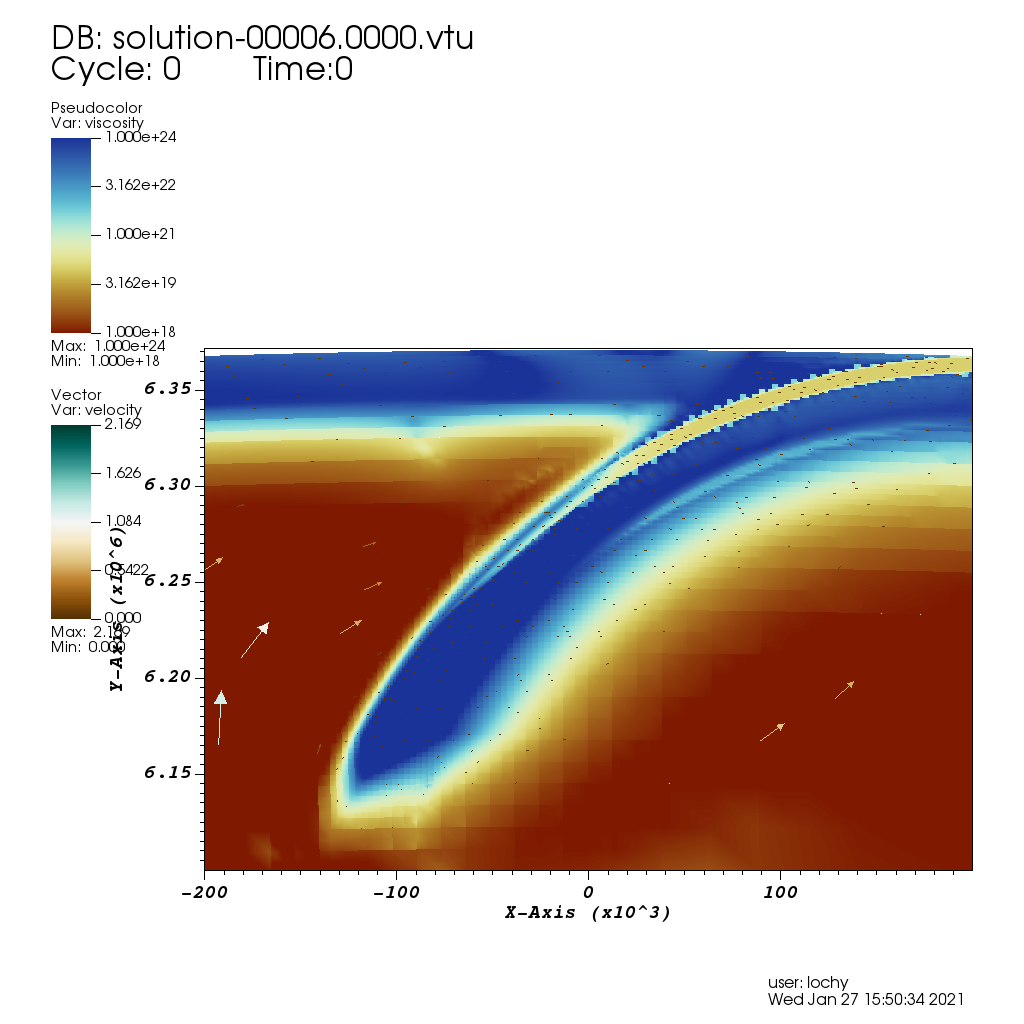 DB: solution-00006.0000.vtu
Cycle: 0 Time:0
Pseudocolor
Var: viscosity
1.000e+24
3.162e+22
1.000e+21
3.162e+19
1.000e+18
Max: 1.000e+24
Min: 1.000e+18
Vector
Var: velocity
2.169
1.626
1.084
0.5422
0.000
Max: 2.169
Min: 0.000
Y-Axis (x10^6)
6.35
6.30
6.25
6.20
6.15
-200 -100 0 100
X-Axis (x10^3)
user: lochy
Wed Jan 27 15:50:34 2021